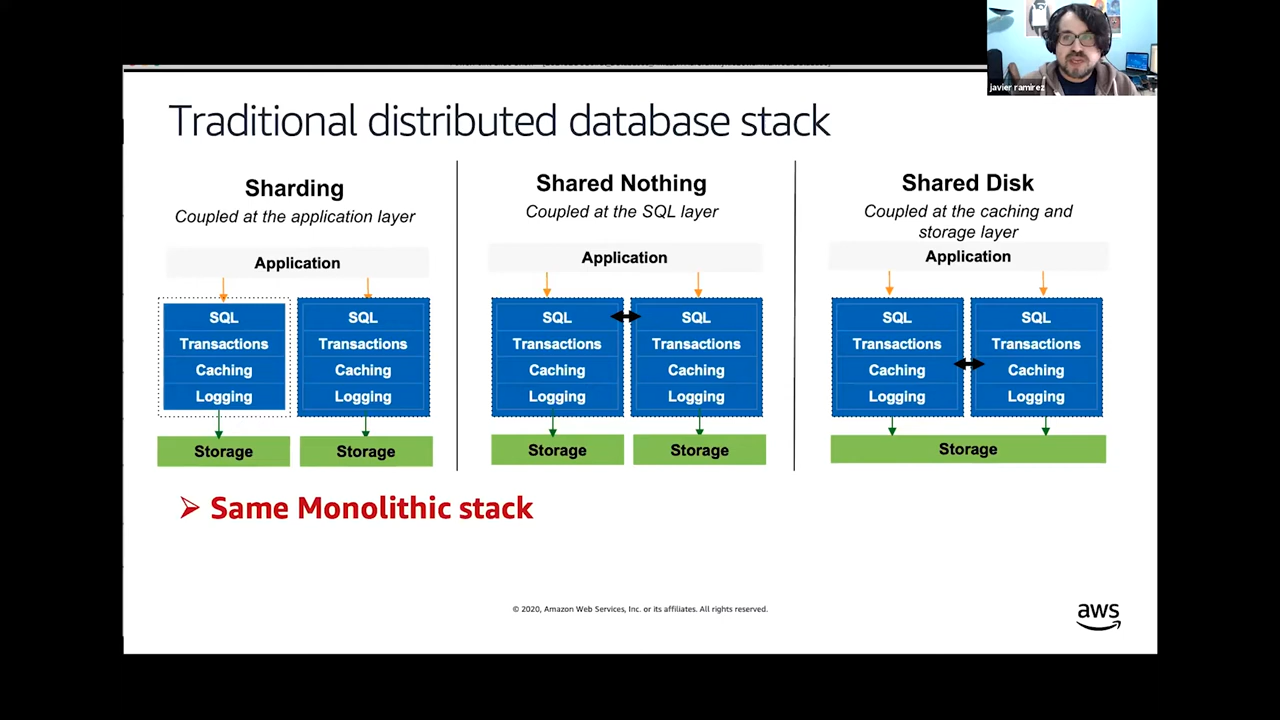 javier ramirez
Traditional distributed database stack
Sharding
Coupled at the application layer
Application
SQL
Transactions
Caching
Logging
Storage
SQL
Transactions
Caching
Logging
Storage
Shared Nothing
Coupled at the SQL layer
Application
SQL
Transactions
Caching
Logging
Storage
SQL
Transactions
Caching
Logging
Storage
Shared Disk
Coupled at the caching and
storage layer
Application
SQL
Transactions
Caching
Logging
SQL
Transactions
Caching
Logging
Storage
Same Monolithic stack
© 2020, Amazon Web Services, Inc. or its affiliates. All rights reserved.
aws